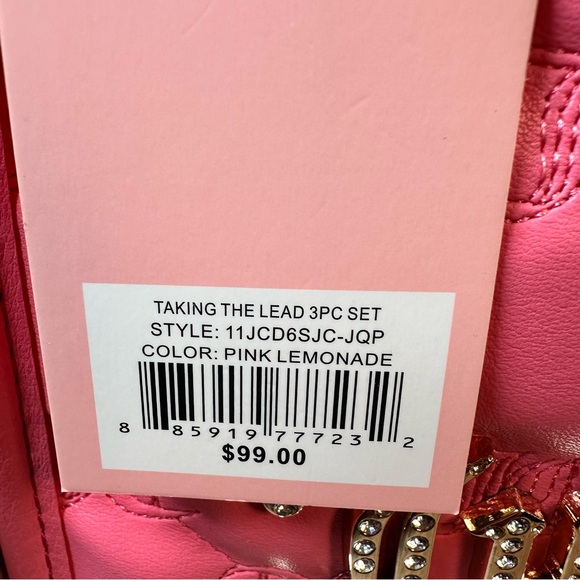 TAKING THE LEAD 3PC SET
STYLE: 11JCD6SJC-JQP
COLOR: PINK LEMONADE
8 85919 77723 2
$99.00